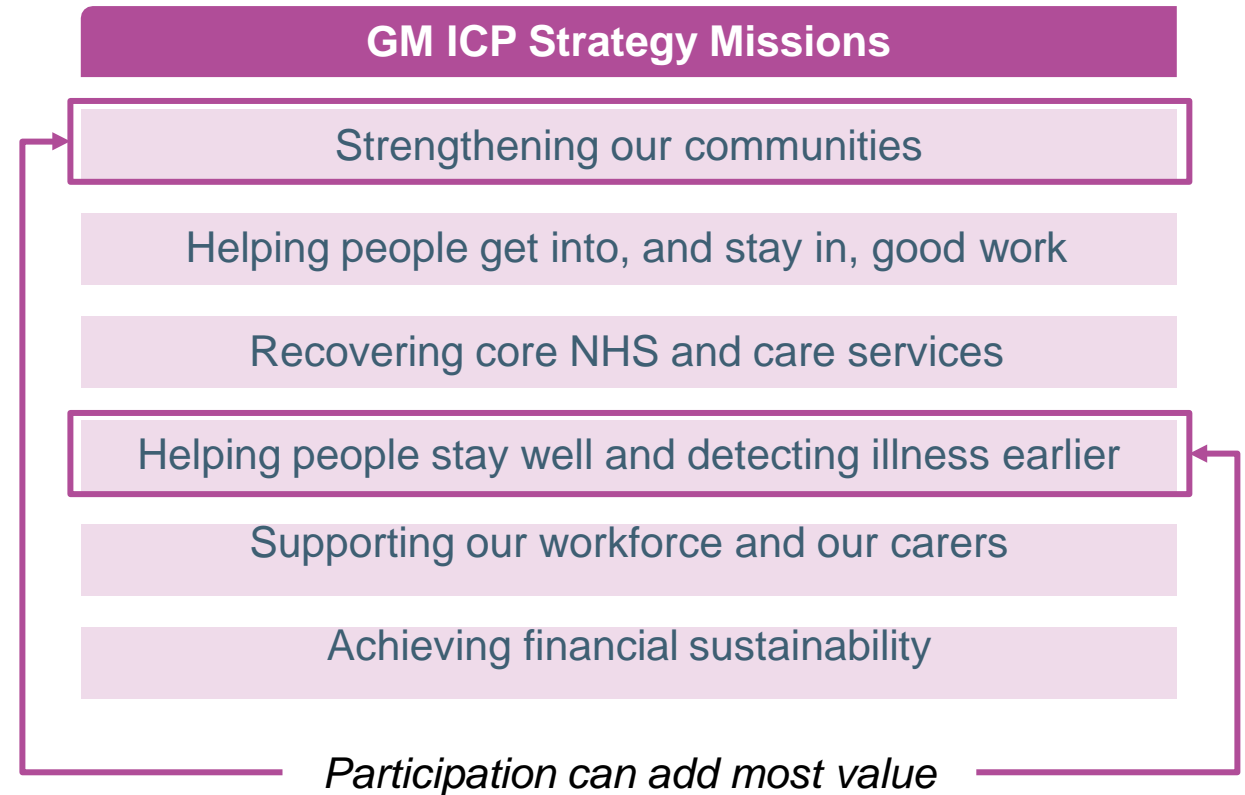 GM ICP Strategy Missions
Strengthening our communities
Helping people get into, and stay in, good work
Recovering core NHS and care services
Helping people stay well and detecting illness earlier
Supporting our workforce and our carers
Achieving financial sustainability
Participation can add most value